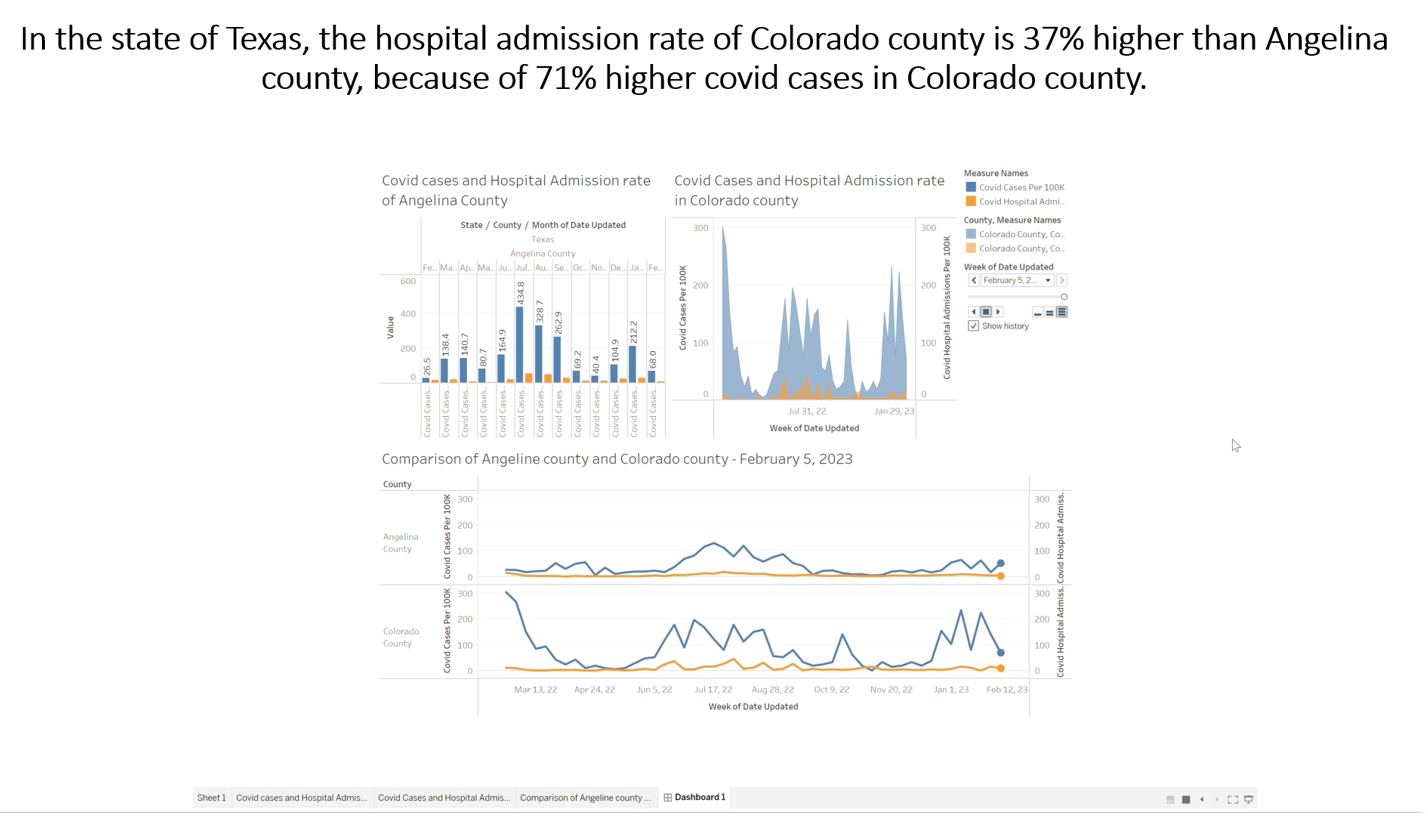 In the state of Texas, the hospital admission rate of Colorado county is 37% higher than Angelina
county, because of 71% higher covid cases in Colorado county.
Covid cases and Hospital Admission rate
of Angelina County
State / County / Month of Date Updated
Texas
Angelina County
Fe.. Ma.. Ap.. Ma.. Ju.. Jul.. Au.. Se.. Oc.. No.. De.. Ja.. Fe..
Value
600
400
200
0
26.5 138.4 140.7 80.7 164.9 434.8 328.7 262.9 69.2 40.4 104.9 212.2 68.0
Covid Cases. Covid Cases. Covid Cases. Covid Cases. Covid Cases. Covid Cases. Covid Cases. Covid Cases. Covid Cases. Covid Cases. Covid Cases. Covid Cases. Covid Cases.
Covid Cases and Hospital Admission rate
in Colorado county
Covid Cases Per 100K
300
200
100
0
300
200
100
0
Covid Hospital Admissions Per 100K
Jul 31, 22 Jan 29, 23
Week of Date Updated
Measure Names
Covid Cases Per 100K
Covid Hospital Admi..
County, Measure Names
Colorado County, Co..
Colorado County, Co..
Week of Date Updated
February 5, 2...
Show history
Comparison of Angeline county and Colorado county - February 5, 2023
County
Angelina
County
Covid Cases Per 100K
300
200
100
0
300
200
100
0
Covid Hospital Admiss.
Colorado
County
Covid Cases Per 100K
300
200
100
0
300
200
100
0
Covid Hospital Admiss.
Mar 13, 22 Apr 24, 22 Jun 5, 22 Jul 17, 22 Aug 28, 22 Oct 9, 22 Nov 20, 22 Jan 1, 23 Feb 12, 23
Week of Date Updated
Sheet 1 Covid cases and Hospital Admis... Covid Cases and Hospital Admis... Comparison of Angeline county ... Dashboard 1